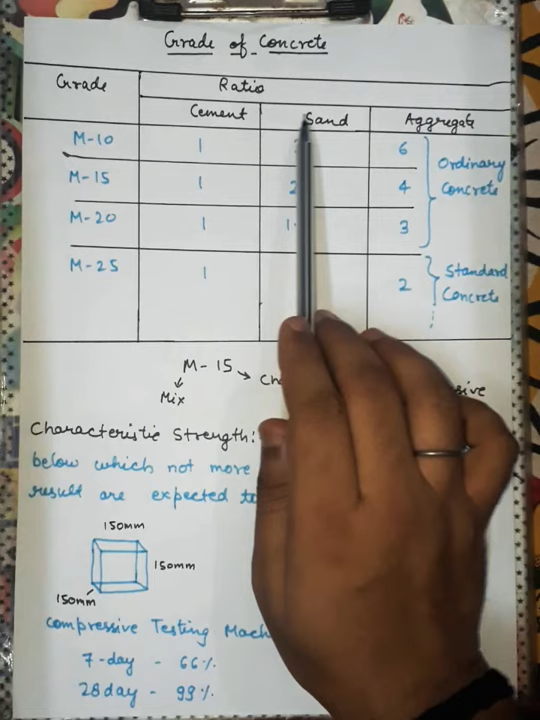 Grade of Concrete
Grade Ratio
Cement Sand Aggregate
M-10 1 6 Ordinary Concrete
M-15 1 2 4
M-20 1 1. 3
M-25 1 2 Standard Concrete
M-15
Mix
Characteristic Strength:
below which not more
result are expected
150mm
150mm
150mm
Compressive Testing
7-day - 66%.
28day - 99%.